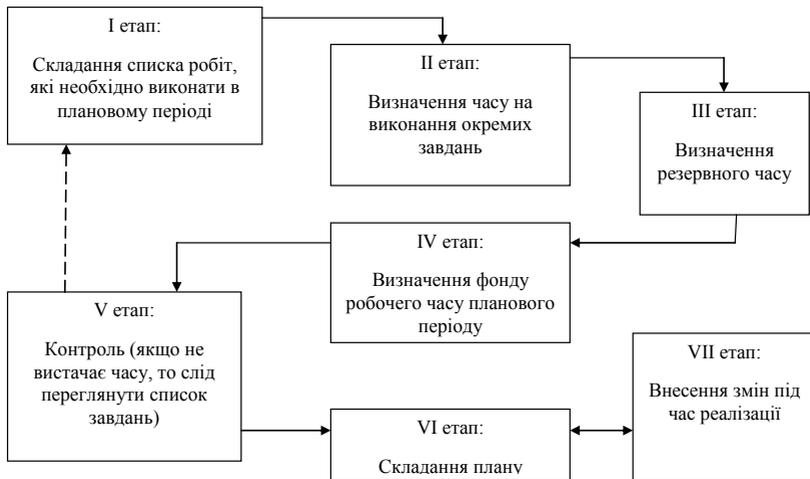 I етап:
Складання списка робіт,
які необхідно виконати в
плановому періоді
II етап:
Визначення часу на
виконання окремих
завдань
III етап:
Визначення
резервного часу
IV етап:
Визначення фонду
робочего часу планового
періоду
V етап:
Контроль (якщо не
вистачає часу, то слід
переглянути список
завдань)
VI етап:
Складання плану
VII етап:
Внесення змін під
час реалізації